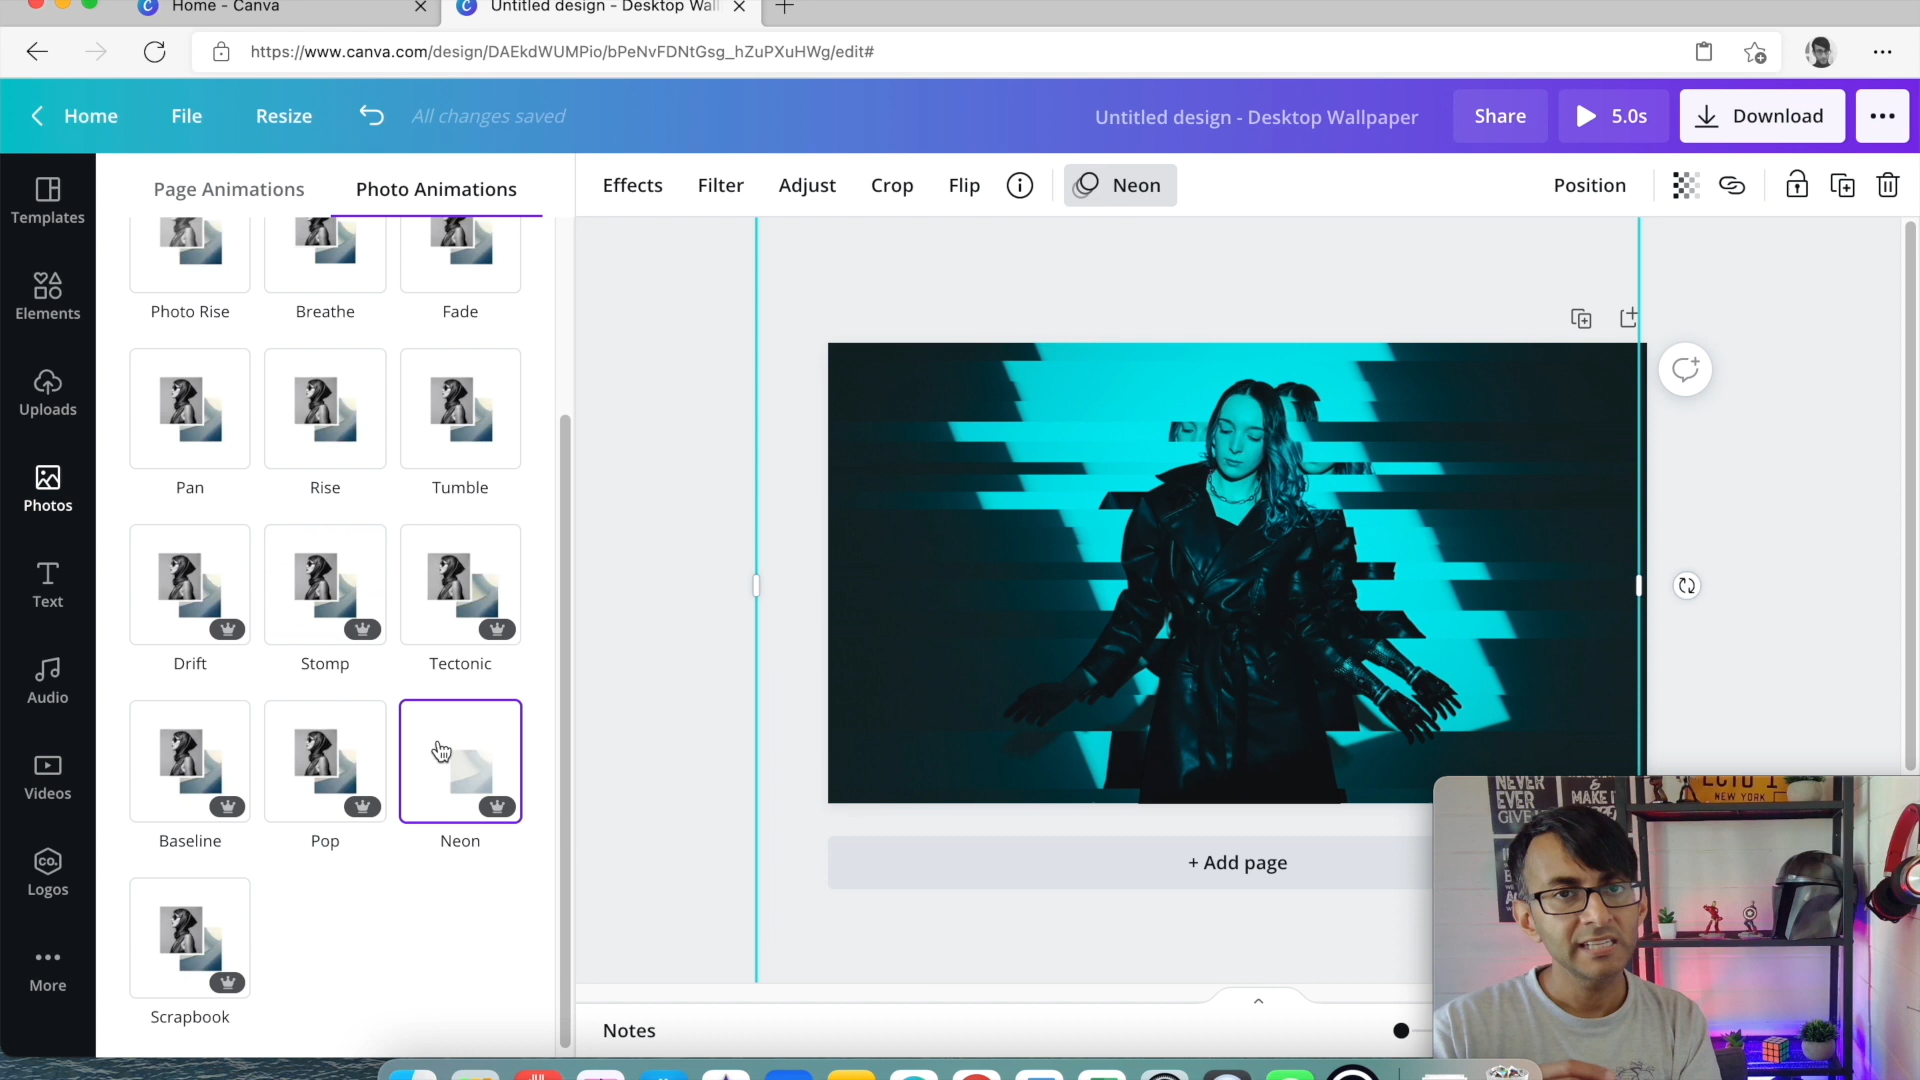 Home - Canva
Untitled design - Desktop Wall
https://www.canva.com/design/DAEkdWUMPio/bPeNvFDNtGsg_hZuPXuHWg/edit#
Home
File
Resize
All changes saved
Untitled design - Desktop Wallpaper
Share
5.0s
Download
Templates
Elements
Uploads
Photos
Text
Audio
Videos
CO.
Logos
More
Page Animations
Photo Animations
Effects
Filter
Adjust
Crop
Flip
Neon
Position
Photo Rise
Breathe
Fade
Pan
Rise
Tumble
Drift
Stomp
Tectonic
Baseline
Pop
Neon
Scrapbook
+ Add page
Notes
NEVER
EVER
GIVE
MAKE I
ECTO 1
NEW YORK